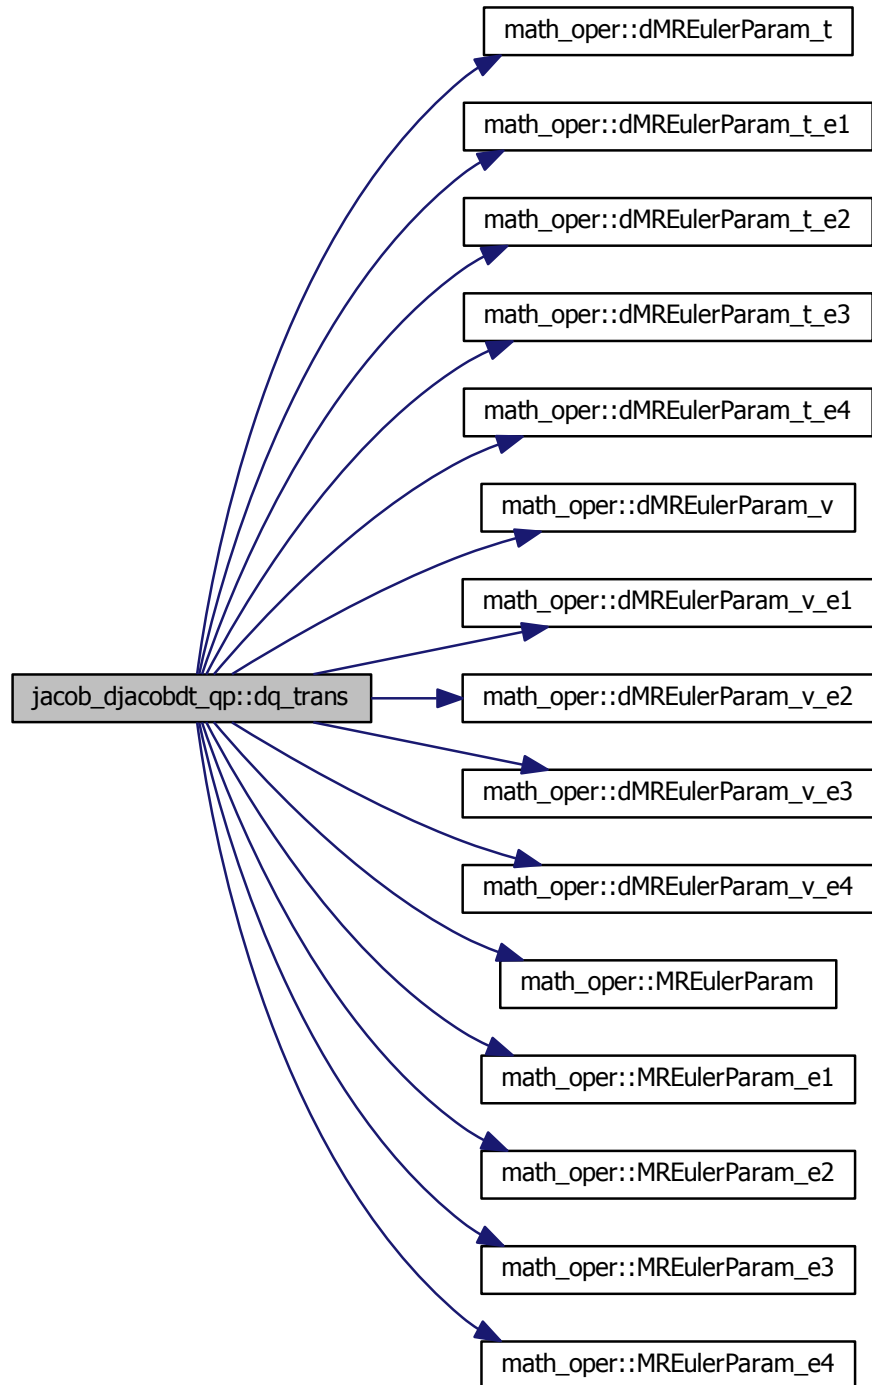 math_oper::dMREulerParam_t
math_oper::dMREulerParam_t_e1
math_oper::dMREulerParam_t_e2
math_oper::dMREulerParam_t_e3
math_oper::dMREulerParam_t_e4
math_oper::dMREulerParam_v
math_oper::dMREulerParam_v_e1
jacob_djacobdt_qp::dq_trans
math_oper::dMREulerParam_v_e2
math_oper::dMREulerParam_v_e3
math_oper::dMREulerParam_v_e4
math_oper::MREulerParam
math_oper::MREulerParam_e1
math_oper::MREulerParam_e2
math_oper::MREulerParam_e3
math_oper::MREulerParam_e4